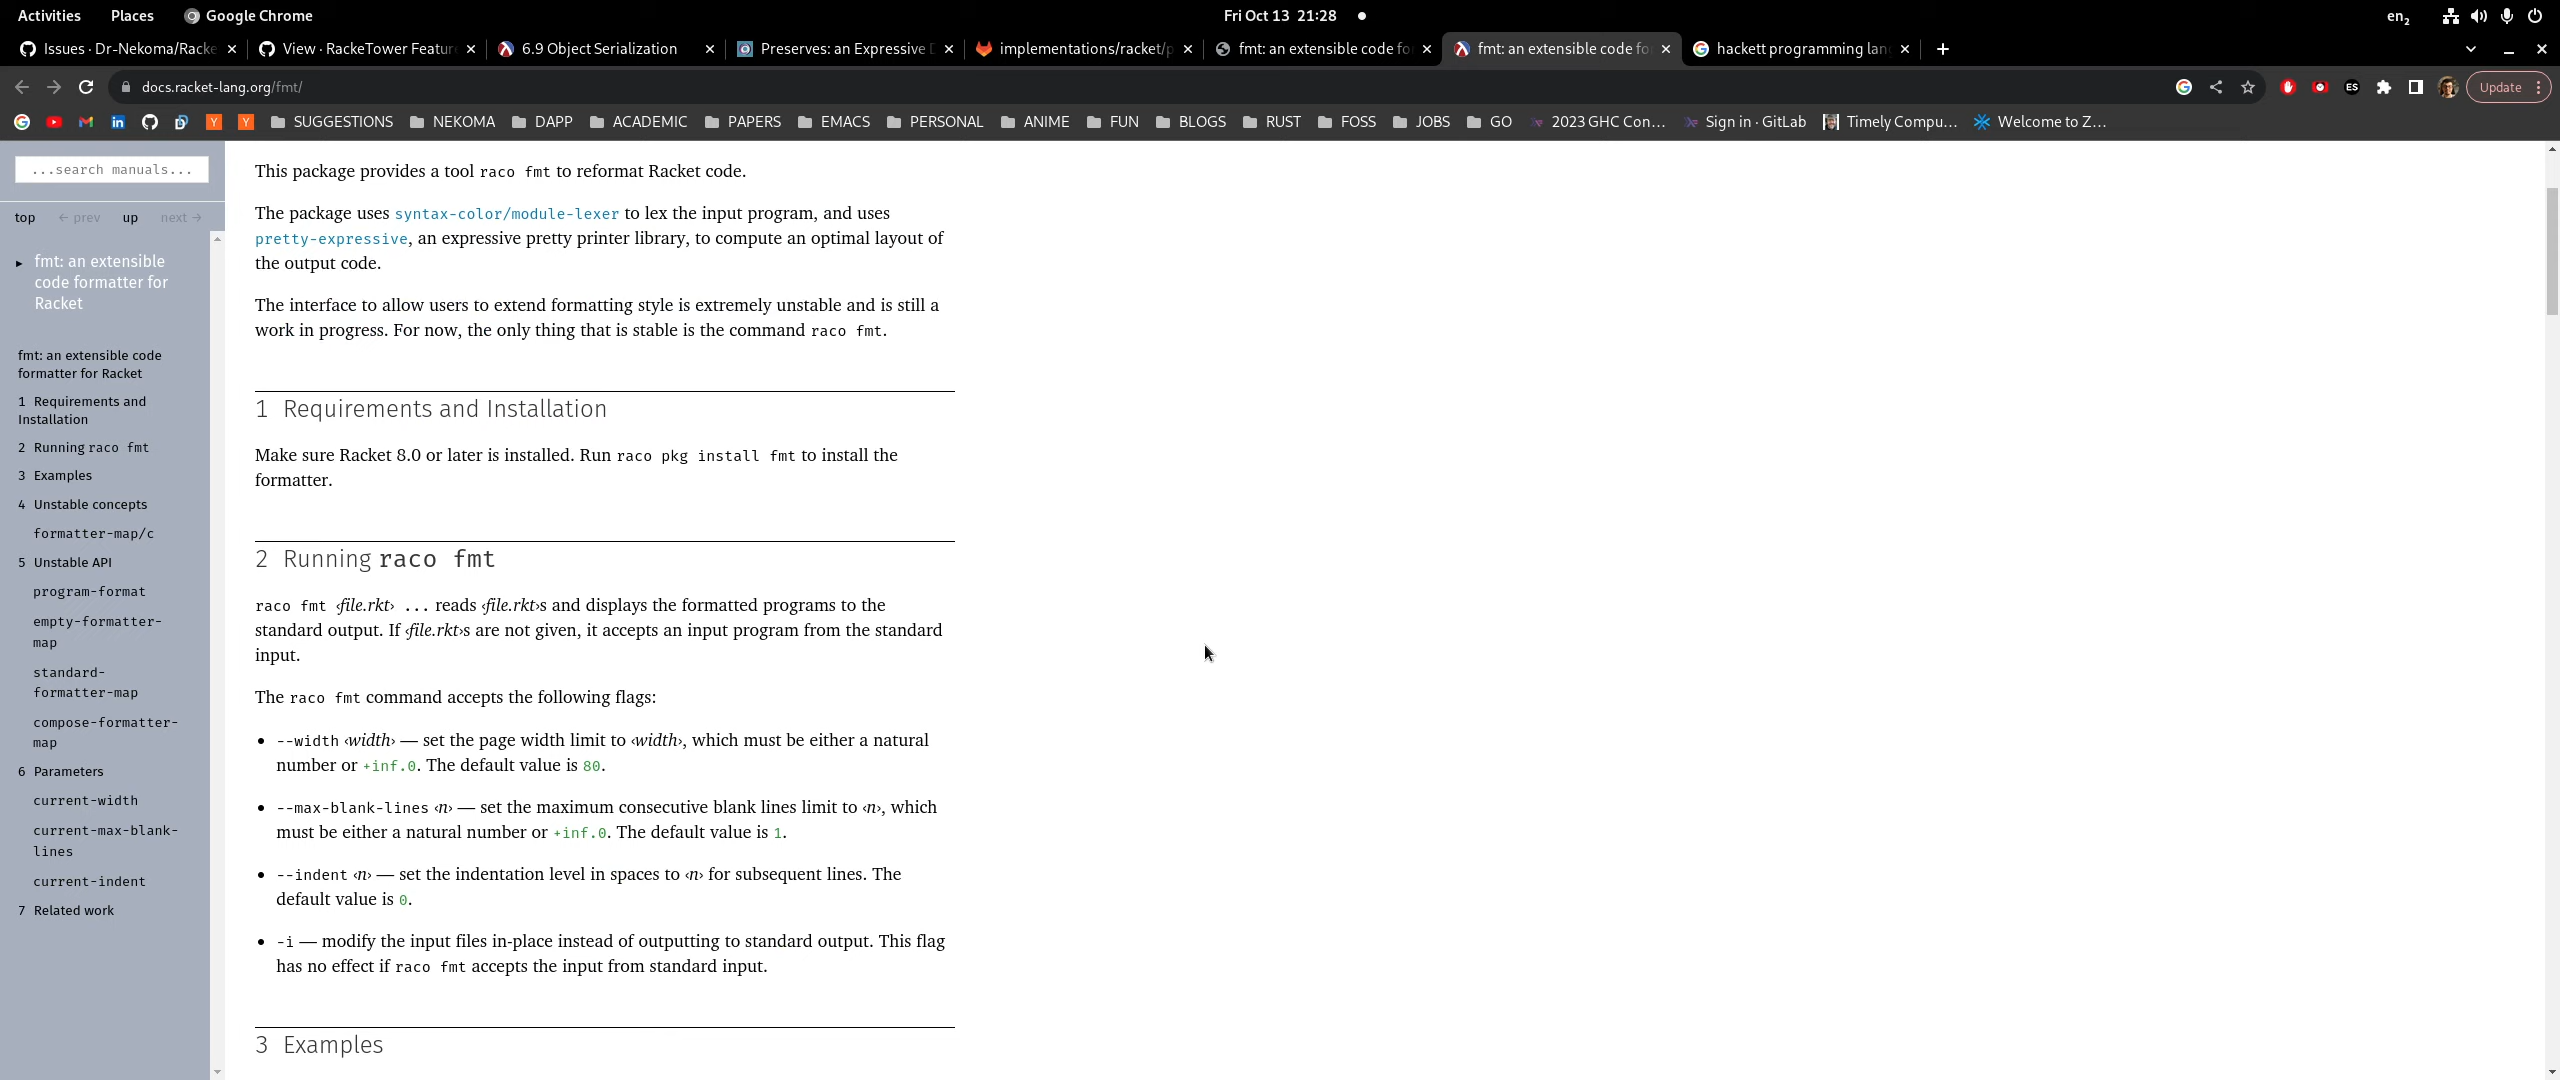 Activities Places Google Chrome Fri Oct 13 21:28 en2
Issues · Dr-Nekoma/Racke View · RackeTower Featur 6.9 Object Serialization Preserves: an Expressive D implementations/racket/p fmt: an extensible code fo fmt: an extensible code fo hackett programming lan
docs.racket-lang.org/fmt/ Update
SUGGESTIONS NEKOMA DAPP ACADEMIC PAPERS EMACS PERSONAL ANIME FUN BLOGS RUST FOSS JOBS GO 2023 GHC Con... Sign in · GitLab Timely Compu... Welcome to Z...
...search manuals...
top ← prev up next →
fmt: an extensible
code formatter for
Racket
fmt: an extensible code
formatter for Racket
1 Requirements and
Installation
2 Running raco fmt
3 Examples
4 Unstable concepts
formatter-map/c
5 Unstable API
program-format
empty-formatter-
map
standard-
formatter-map
compose-formatter-
map
6 Parameters
current-width
current-max-blank-
lines
current-indent
7 Related work
This package provides a tool raco fmt to reformat Racket code.
The package uses syntax-color/module-lexer to lex the input program, and uses
pretty-expressive, an expressive pretty printer library, to compute an optimal layout of
the output code.
The interface to allow users to extend formatting style is extremely unstable and is still a
work in progress. For now, the only thing that is stable is the command raco fmt.
1 Requirements and Installation
Make sure Racket 8.0 or later is installed. Run raco pkg install fmt to install the
formatter.
2 Running raco fmt
raco fmt ‹file.rkt› ... reads ‹file.rkt›s and displays the formatted programs to the
standard output. If ‹file.rkt›s are not given, it accepts an input program from the standard
input.
The raco fmt command accepts the following flags:
• --width ‹width› — set the page width limit to ‹width›, which must be either a natural
number or +inf.0. The default value is 80.
• --max-blank-lines ‹n› — set the maximum consecutive blank lines limit to ‹n›, which
must be either a natural number or +inf.0. The default value is 1.
• --indent ‹n› — set the indentation level in spaces to ‹n› for subsequent lines. The
default value is 0.
• -i — modify the input files in-place instead of outputting to standard output. This flag
has no effect if raco fmt accepts the input from standard input.
3 Examples